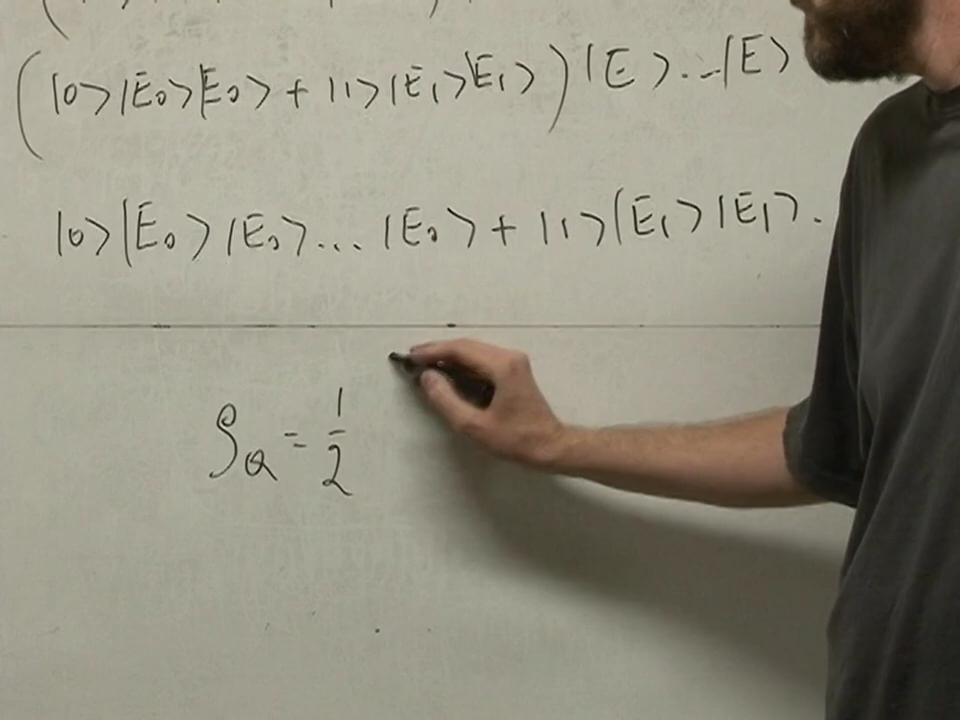 (|0>|E₀>|E₀> + |1>|E₁>|E₁>)|E>...|E>
|0>|E₀>|E₀>... |E₀> + |1>|E₁>|E₁>.
ρ_Q = 1/2